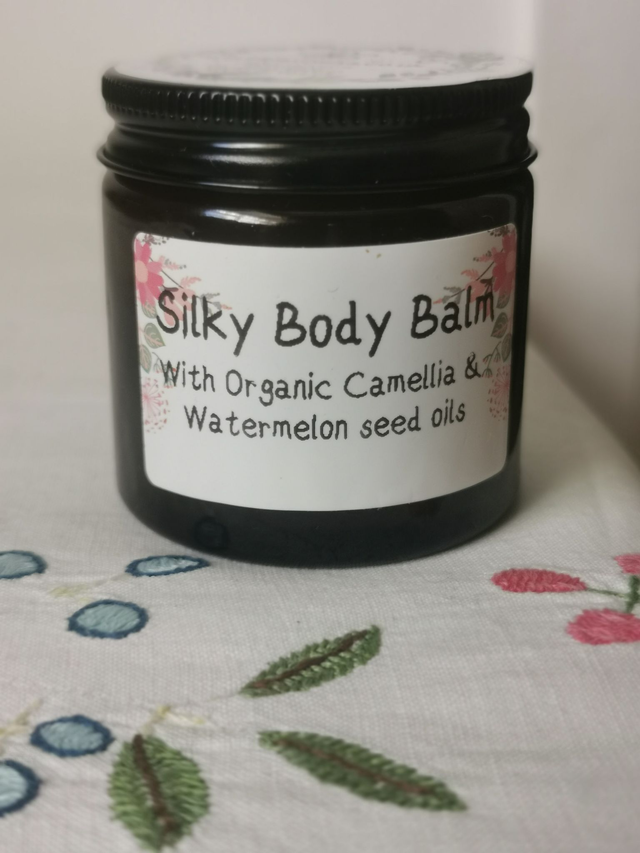 Silky Body Balm
With Organic Camellia &
Watermelon seed oils